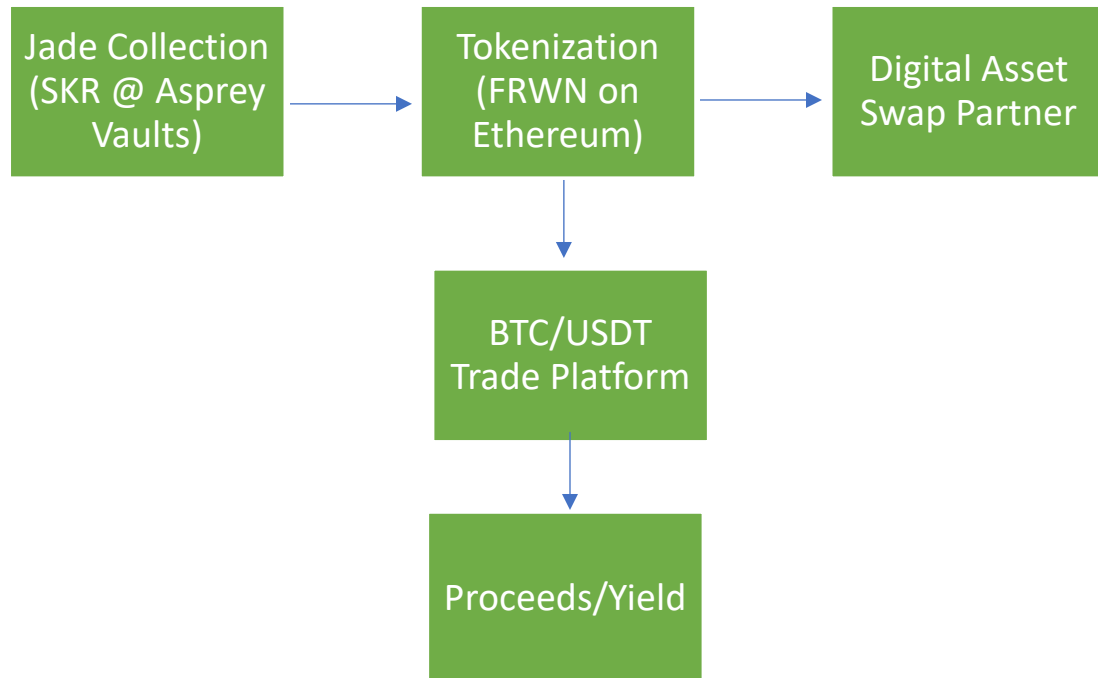 Jade Collection
(SKR @ Asprey
Vaults)
Tokenization
(FRWN on
Ethereum)
Digital Asset
Swap Partner
BTC/USDT
Trade Platform
Proceeds/Yield